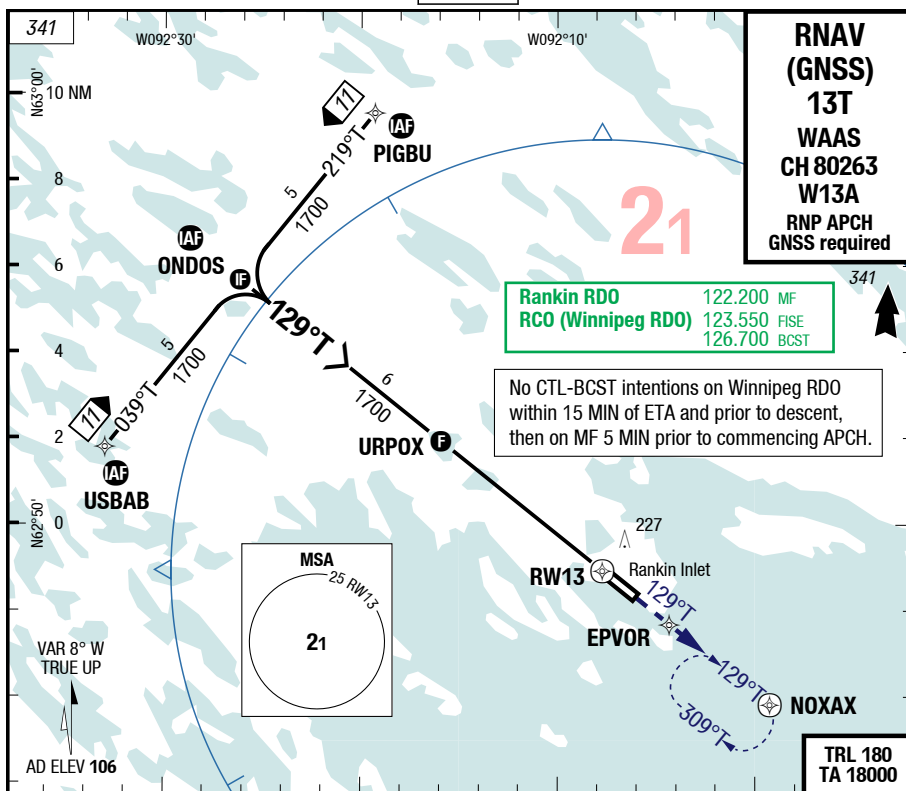 341
W092°30'
W092°10'
RNAV
(GNSS)
13T
WAAS
CH 80263
W13A
RNP APCH
GNSS required
N63°00'
10 NM
8
6
4
2
0
N62°50'
11
219°T
IAF
PIGBU
5
1700
IAF
ONDOS
IF
129°T
5
1700
039°T
11
IAF
USBAB
21
341
Rankin RDO 122.200 MF
RCO (Winnipeg RDO) 123.550 FISE
126.700 BCST
No CTL-BCST intentions on Winnipeg RDO
within 15 MIN of ETA and prior to descent,
then on MF 5 MIN prior to commencing APCH.
6
1700
URPOX
F
227
RW13
Rankin Inlet
129°T
EPVOR
129°T
NOXAX
309°T
MSA
25 RW13
21
VAR 8° W
TRUE UP
AD ELEV 106
TRL 180
TA 18000